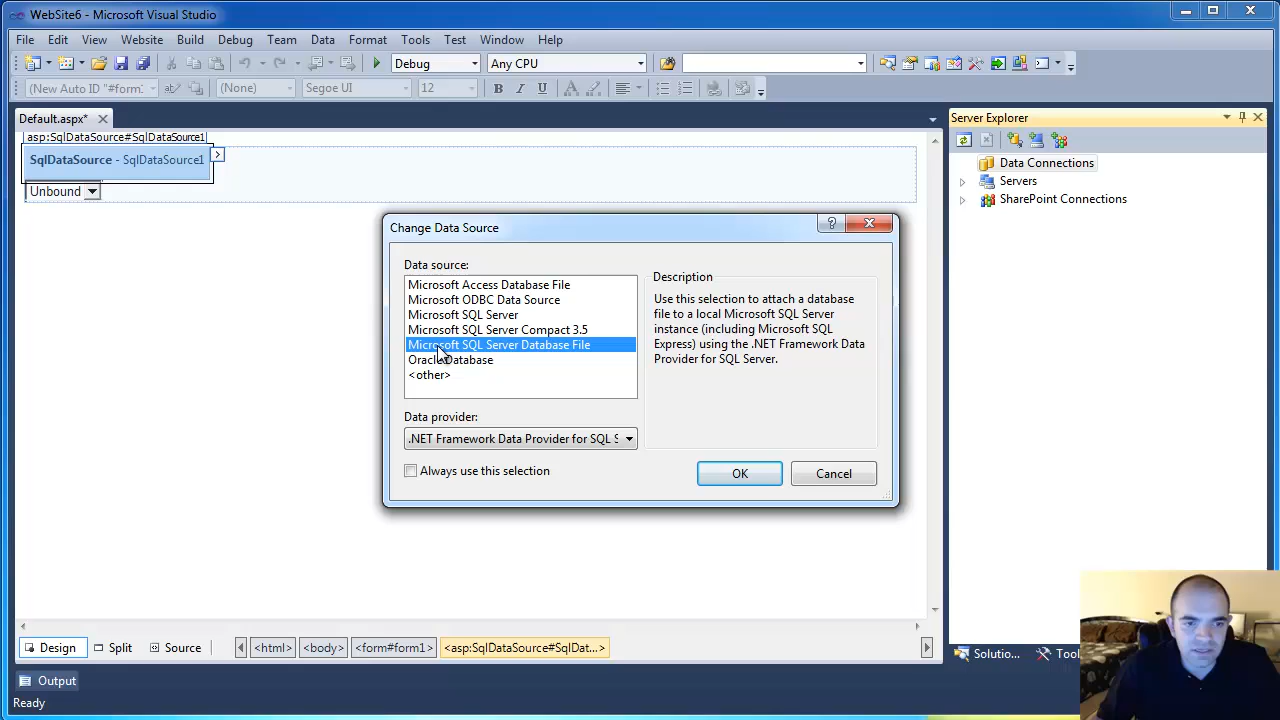 WebSite6 - Microsoft Visual Studio
File Edit View Website Build Debug Team Data Format Tools Test Window Help
Debug Any CPU
(New Auto ID "#form1 (None) Segoe UI 12 B I U A
Default.aspx*
asp:SqlDataSource#SqlDataSource1
SqlDataSource - SqlDataSource1
Unbound
Server Explorer
Data Connections
Servers
SharePoint Connections
Change Data Source
Data source:
Microsoft Access Database File
Microsoft ODBC Data Source
Microsoft SQL Server
Microsoft SQL Server Compact 3.5
Microsoft SQL Server Database File
Oracle Database
<other>
Data provider:
.NET Framework Data Provider for SQL S
Always use this selection
Description
Use this selection to attach a database
file to a local Microsoft SQL Server
instance (including Microsoft SQL
Express) using the .NET Framework Data
Provider for SQL Server.
OK Cancel
Design Split Source <html> <body> <form#form1> <asp:SqlDataSource#SqlDat...>
Solutio... Tool
Output
Ready